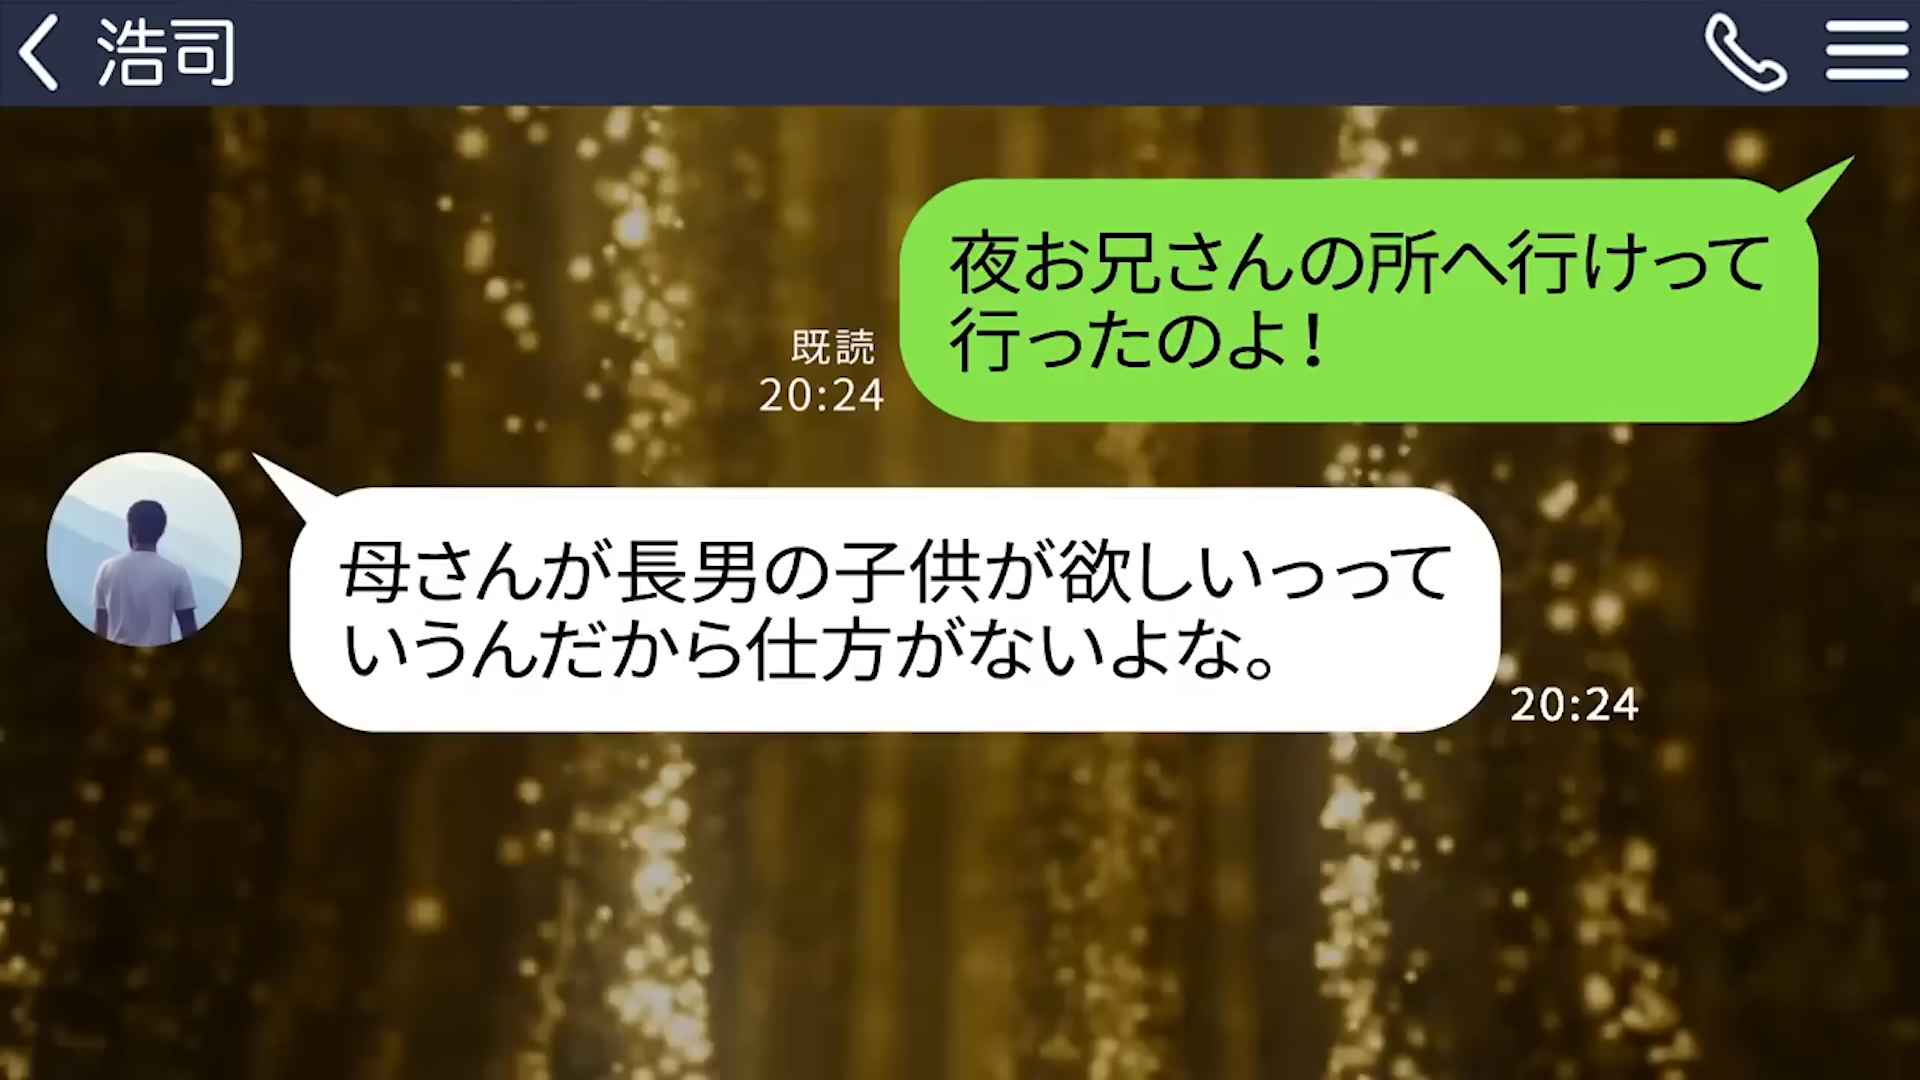 浩司
夜お兄さんの所へ行けって
行ったのよ！
既読
20:24
母さんが長男の子供が欲しいっって
いうんだから仕方がないよな。
20:24